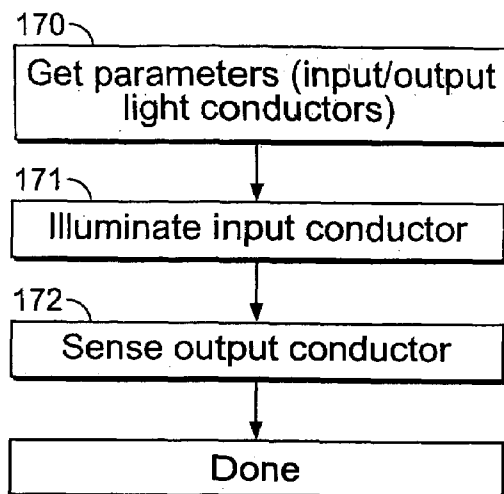 170
Get parameters (input/output
light conductors)
171
Illuminate input conductor
172
Sense output conductor
Done